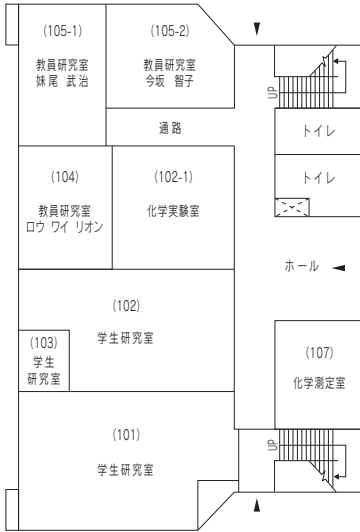 (105-1)
教員研究室
妹尾 武治
(105-2)
教員研究室
今坂 智子
UP
通路
トイレ
トイレ
(104)
教員研究室
ロウ ワイ リオン
(102-1)
化学実験室
ホール
(102)
学生研究室
(103)
学生
研究室
(107)
化学測定室
(101)
学生研究室
UP